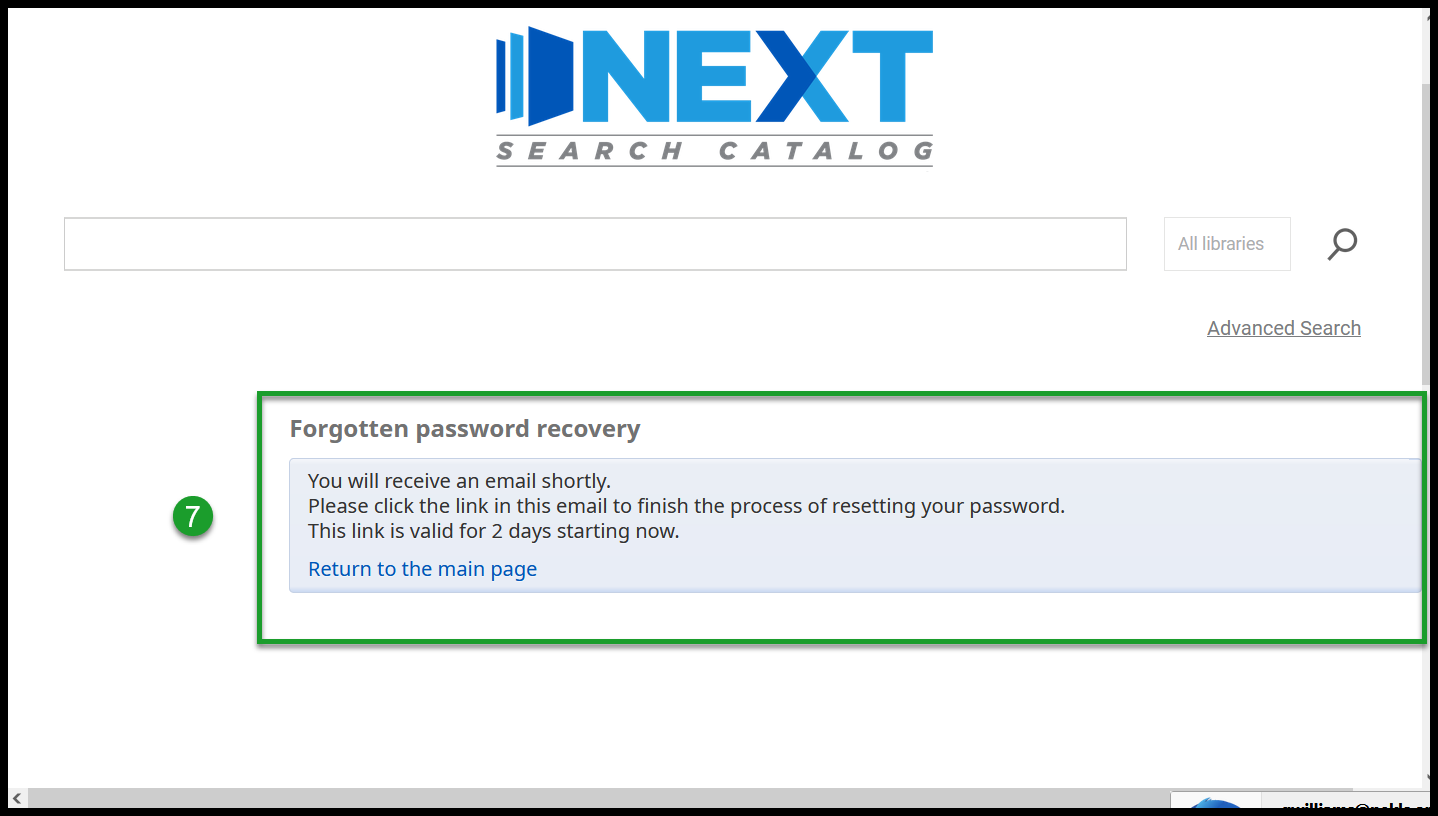 NEXT
SEARCH CATALOG
All libraries
Advanced Search
Forgotten password recovery
You will receive an email shortly.
Please click the link in this email to finish the process of resetting your password.
7
This link is valid for 2 days starting now.
Return to the main page